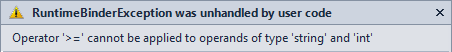 RuntimeBinderException was unhandled by user code
Operator '>=' cannot be applied to operands of type 'string' and 'int'